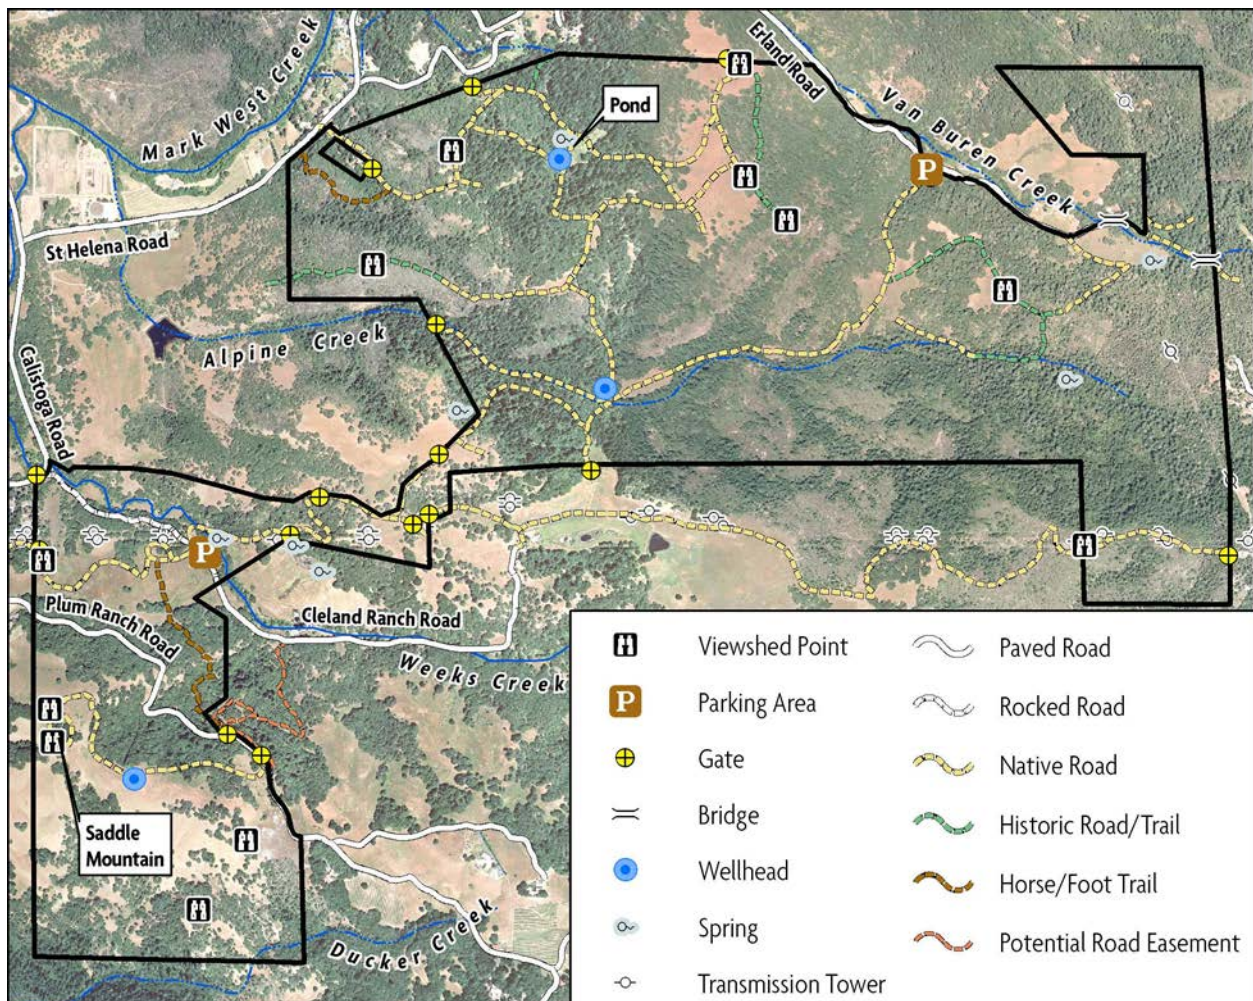 Mark West Creek
Erland Road
Pond
Van Buren Creek
P
St Helena Road
Alpine Creek
Calistoga Road
P
Plum Ranch Road
Cleland Ranch Road
Weeks Creek
Saddle
Mountain
Ducker Creek
Viewshed Point
Paved Road
P
Parking Area
Rocked Road
Gate
Native Road
Bridge
Historic Road/Trail
Wellhead
Horse/Foot Trail
Spring
Potential Road Easement
Transmission Tower